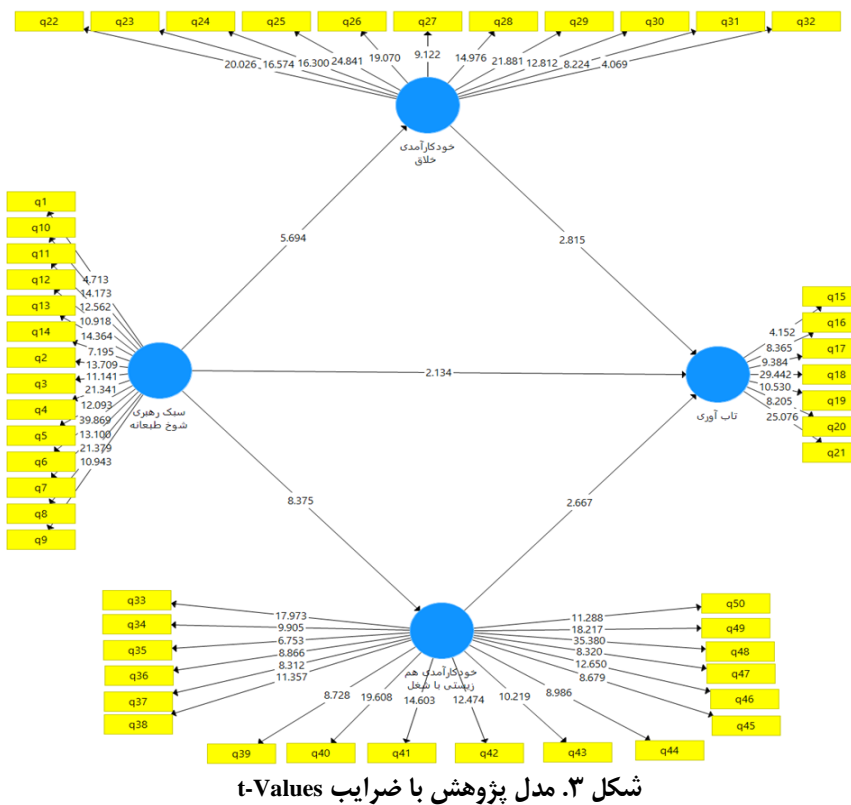 q22 q23 q24 q25 q26 q27 q28 q29 q30 q31 q32
20.026 16.574 16.300 24.841 19.070 9.122 14.976 21.881 12.812 8.224 4.069
خودکارآمدی
خلاق
5.694
2.815
q1
q10
q11
q12
q13
q14
q2
q3
q4
q5
q6
q7
q8
q9
4.713
14.173
12.562
10.918
14.364
7.195
13.709
11.141
21.341
12.093
39.869
13.100
21.379
10.943
سبک رهبری
شوخ طبعانه
2.134
q15
q16
q17
q18
q19
q20
q21
4.152
8.365
9.384
29.442
10.530
8.205
25.076
تاب آوری
8.375
2.667
q33
q34
q35
q36
q37
q38
17.973
9.905
6.753
8.866
8.312
11.357
خودکارآمدی هم
زیستی با شغل
q50
q49
q48
q47
q46
q45
11.288
18.217
35.380
8.320
12.650
8.679
8.728 19.608 14.603 12.474 10.219 8.986
q39 q40 q41 q42 q43 q44
شکل ۳. مدل پژوهش با ضرایب t-Values